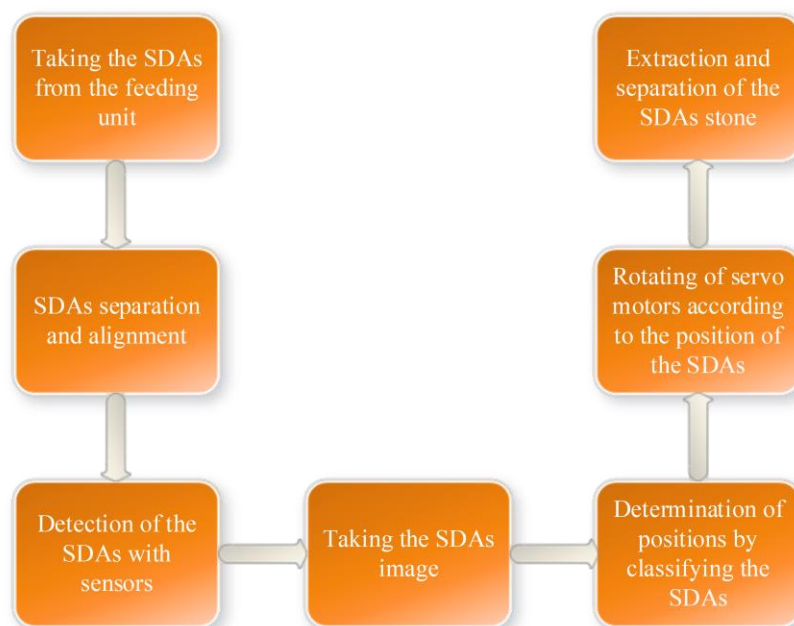 Taking the SDAs
from the feeding
unit
SDAs separation
and alignment
Detection of the
SDAs with
sensors
Taking the SDAs
image
Determination of
positions by
classifying the
SDAs
Rotating of servo
motors according
to the position of
the SDAs
Extraction and
separation of the
SDAs stone